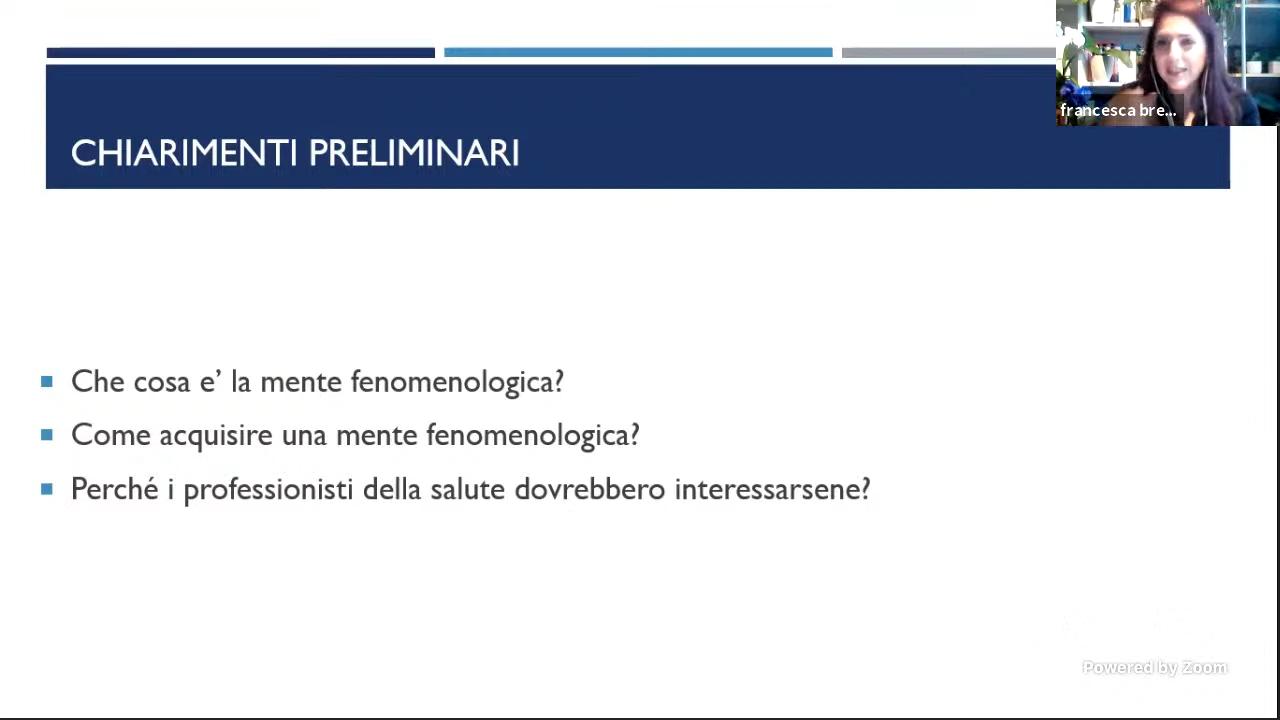 francesca bre...
CHIARIMENTI PRELIMINARI
Che cosa e’ la mente fenomenologica?
Come acquisire una mente fenomenologica?
Perché i professionisti della salute dovrebbero interessarsene?
Powered by Zoom